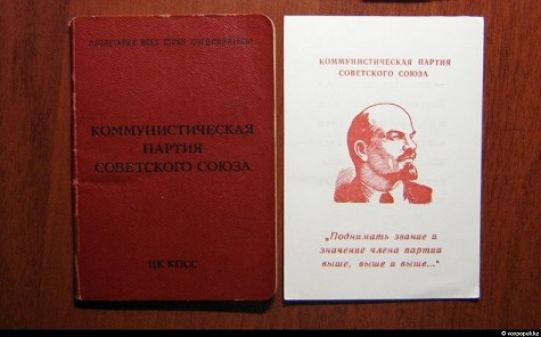 ПРОЛЕТАРИИ ВСЕХ СТРАН, СОЕДИНЯЙТЕСЬ!
КОММУНИСТИЧЕСКАЯ
ПАРТИЯ
СОВЕТСКОГО СОЮЗА
ЦК КПСС
КОММУНИСТИЧЕСКАЯ ПАРТИЯ
СОВЕТСКОГО СОЮЗА
„Поднимать звание и
значение члена партии
выше, выше и выше..."
© voxpopuli.kz